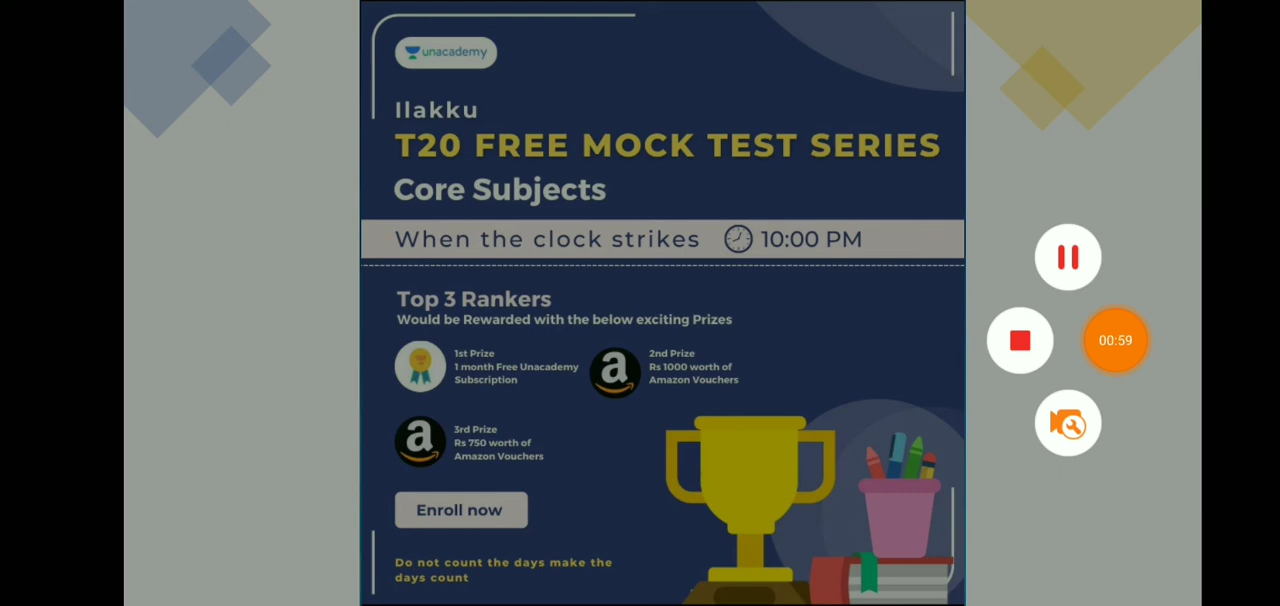 unacademy
Ilakku
T20 FREE MOCK TEST SERIES
Core Subjects
When the clock strikes 10:00 PM
Top 3 Rankers
Would be Rewarded with the below exciting Prizes
1st Prize
1 month Free Unacademy
Subscription
2nd Prize
Rs 1000 worth of
Amazon Vouchers
3rd Prize
Rs 750 worth of
Amazon Vouchers
Enroll now
Do not count the days make the
days count
00:59